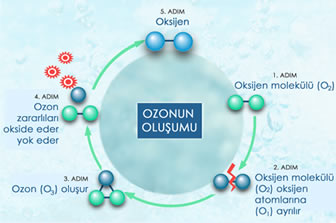 5. ADIM
Oksijen
1. ADIM
Oksijen molekülü (O₂)
2. ADIM
Oksijen molekülü
(O₂) oksijen
atomlarına
(O₁) ayrılır
3. ADIM
Ozon (O₃) oluşur
4. ADIM
Ozon
zararlıları
okside eder
yok eder
OZONUN
OLUŞUMU